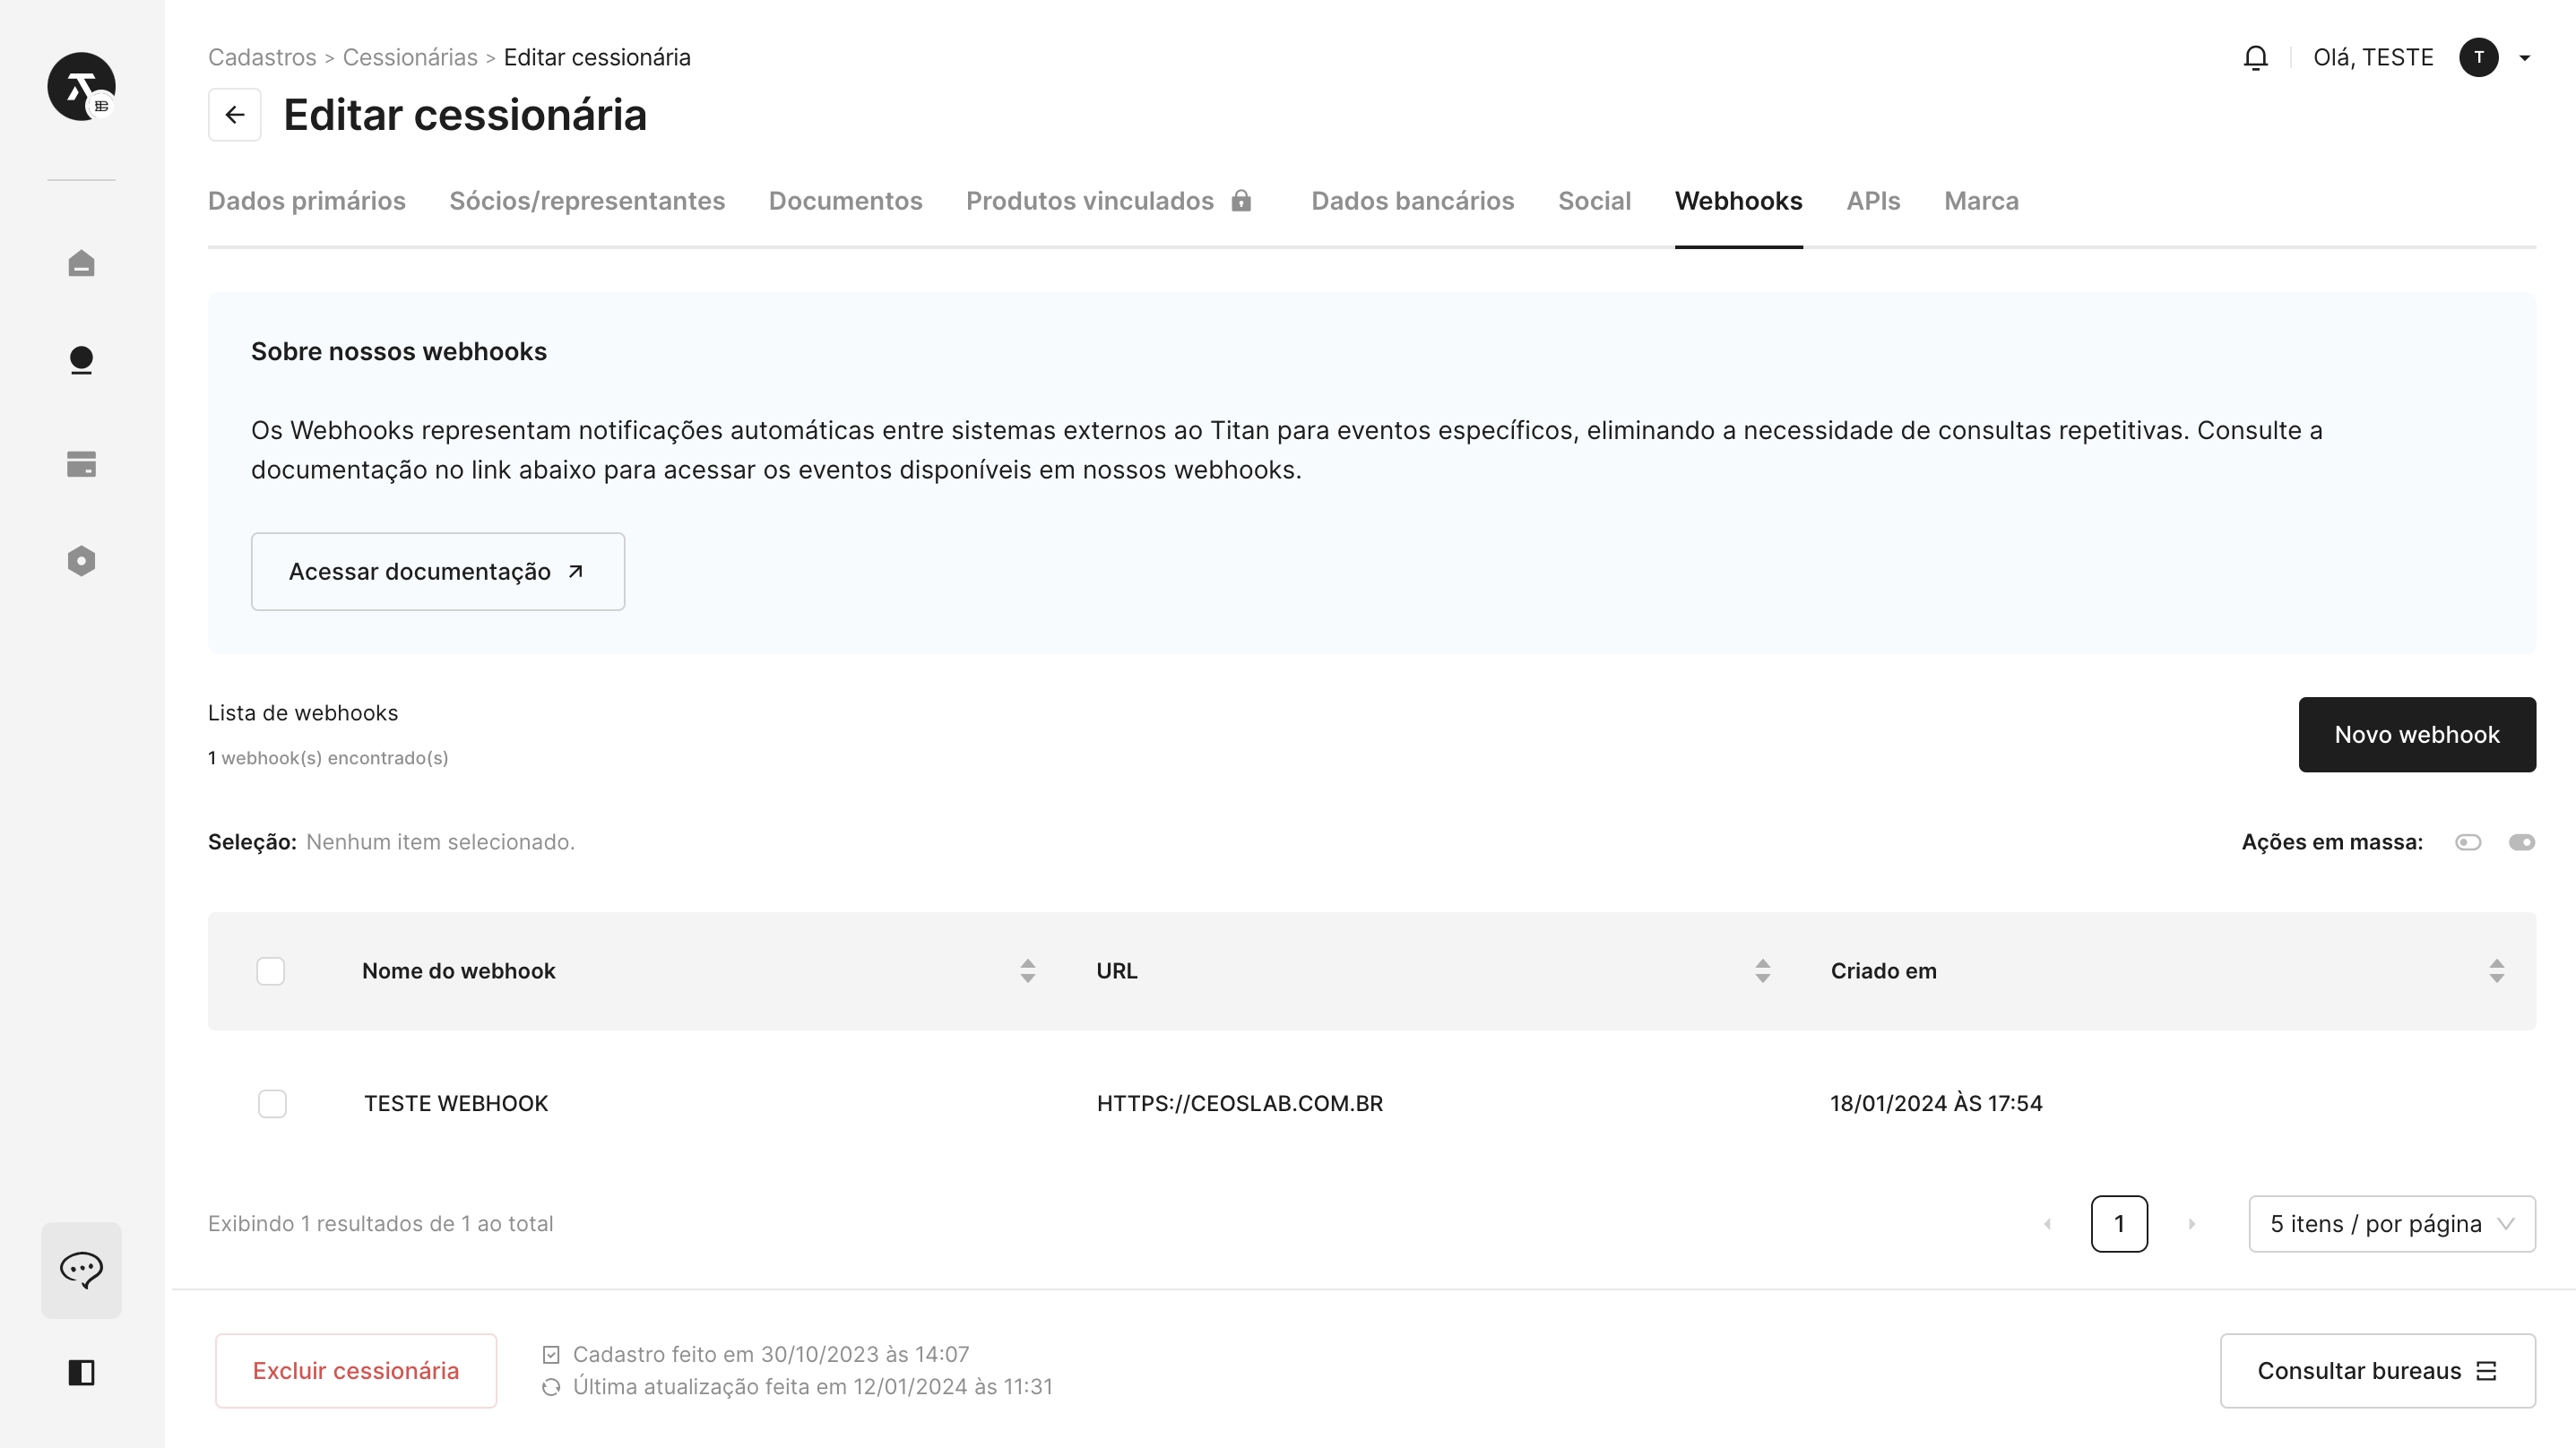 Cadastros > Cessionárias > Editar cessionária
Olá, TESTE
T
Editar cessionária
Dados primários
Sócios/representantes
Documentos
Produtos vinculados
Dados bancários
Social
Webhooks
APIs
Marca
Sobre nossos webhooks
Os Webhooks representam notificações automáticas entre sistemas externos ao Titan para eventos específicos, eliminando a necessidade de consultas repetitivas. Consulte a
documentação no link abaixo para acessar os eventos disponíveis em nossos webhooks.
Acessar documentação
Lista de webhooks
1 webhook(s) encontrado(s)
Novo webhook
Seleção: Nenhum item selecionado.
Ações em massa:
Nome do webhook
URL
Criado em
TESTE WEBHOOK
HTTPS://CEOSLAB.COM.BR
18/01/2024 ÀS 17:54
Exibindo 1 resultados de 1 ao total
1
5 itens / por página
Excluir cessionária
Cadastro feito em 30/10/2023 às 14:07
Última atualização feita em 12/01/2024 às 11:31
Consultar bureaus